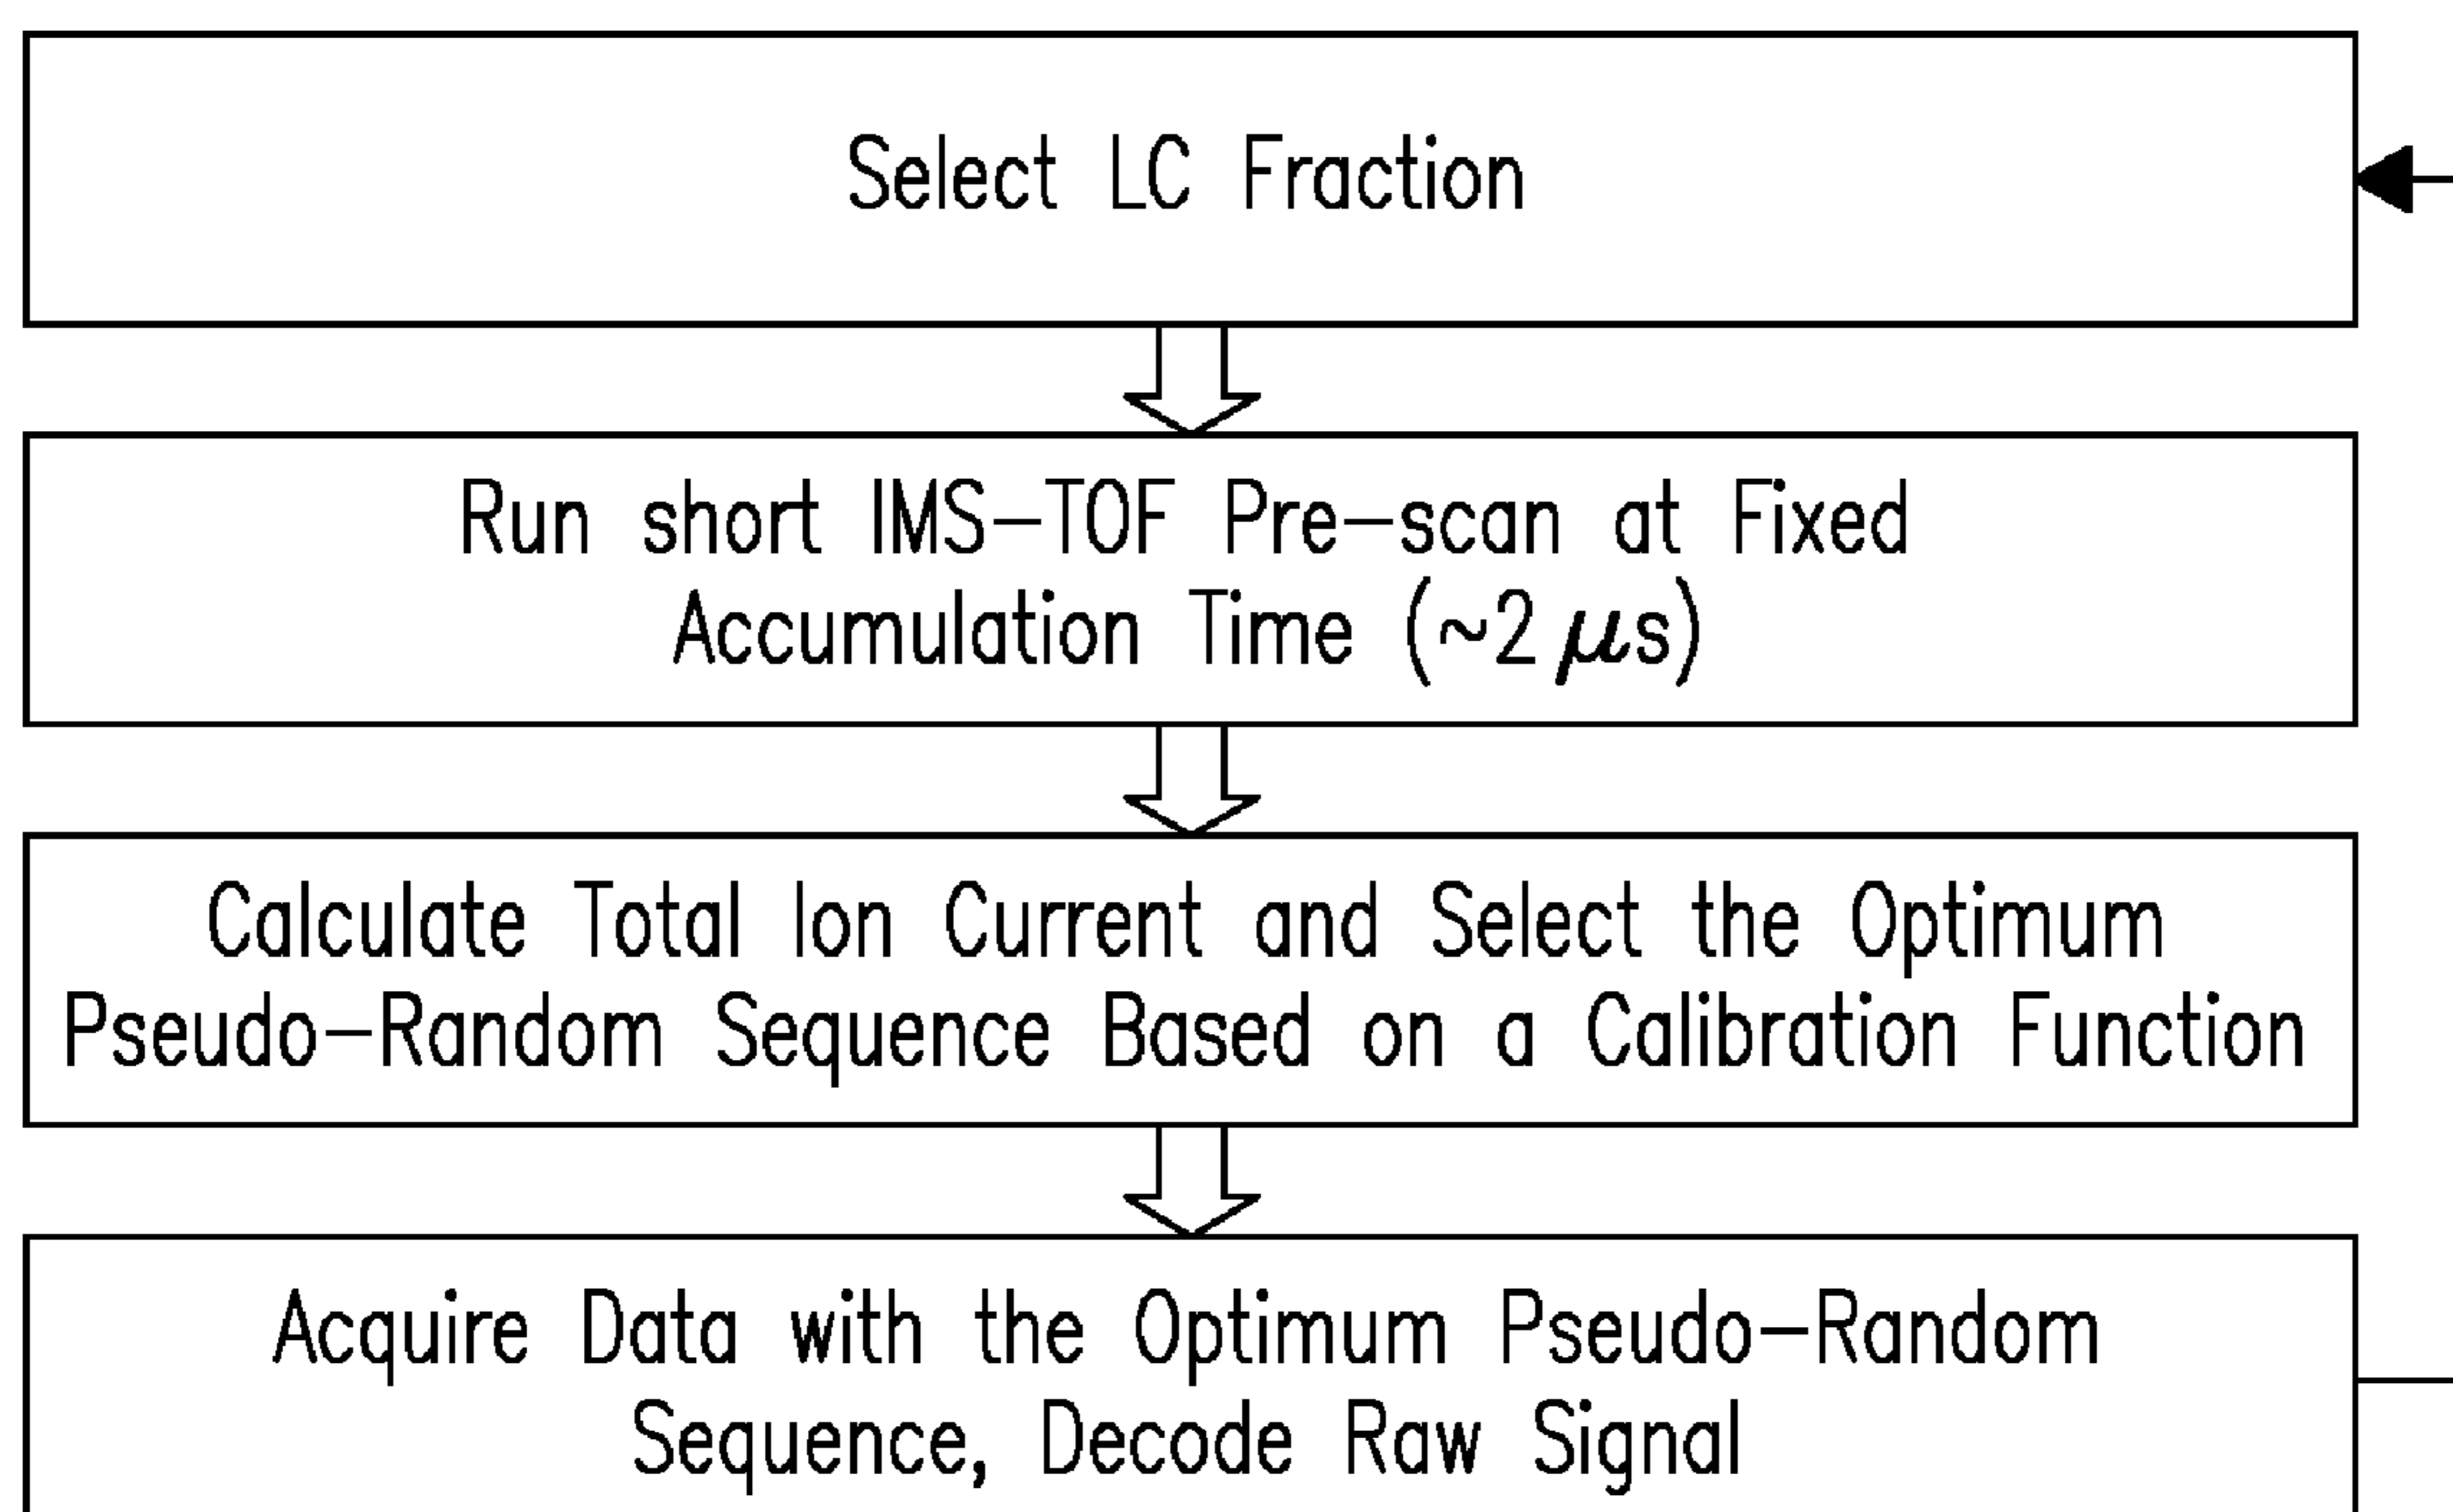 Select LC Fraction
Run short IMS–TOF Pre–scan at Fixed
Accumulation Time (~2 μs)
Calculate Total Ion Current and Select the Optimum
Pseudo–Random Sequence Based on a Calibration Function
Acquire Data with the Optimum Pseudo–Random
Sequence, Decode Raw Signal